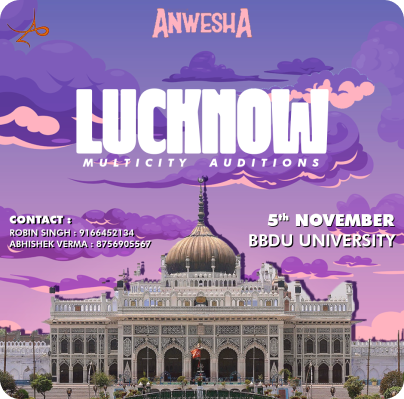 ANWESHA
LUCKNOW
MULTICITY AUDITIONS
CONTACT :
ROBIN SINGH : 9166452134
ABHISHEK VERMA : 8756905567
5th NOVEMBER
BBDU UNIVERSITY